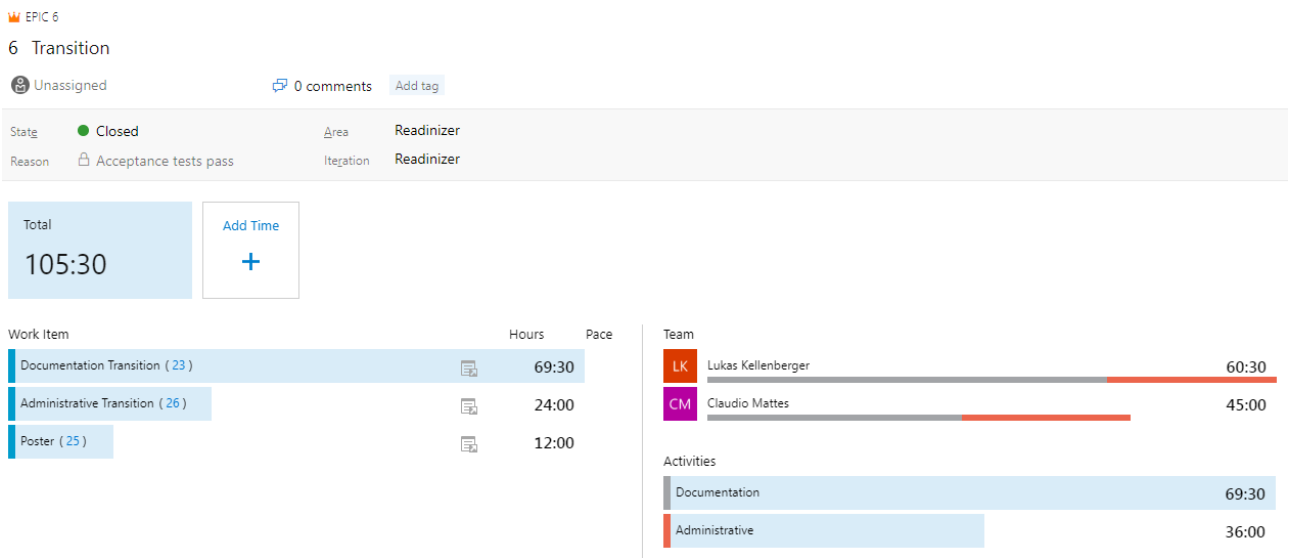 EPIC 6
6 Transition
Unassigned 0 comments Add tag
State Closed Area Readinizer
Reason Acceptance tests pass Iteration Readinizer
Total Add Time
105:30 +
Work Item Hours Pace
Documentation Transition ( 23 ) 69:30
Administrative Transition ( 26 ) 24:00
Poster ( 25 ) 12:00
Team
LK Lukas Kellenberger 60:30
CM Claudio Mattes 45:00
Activities
Documentation 69:30
Administrative 36:00